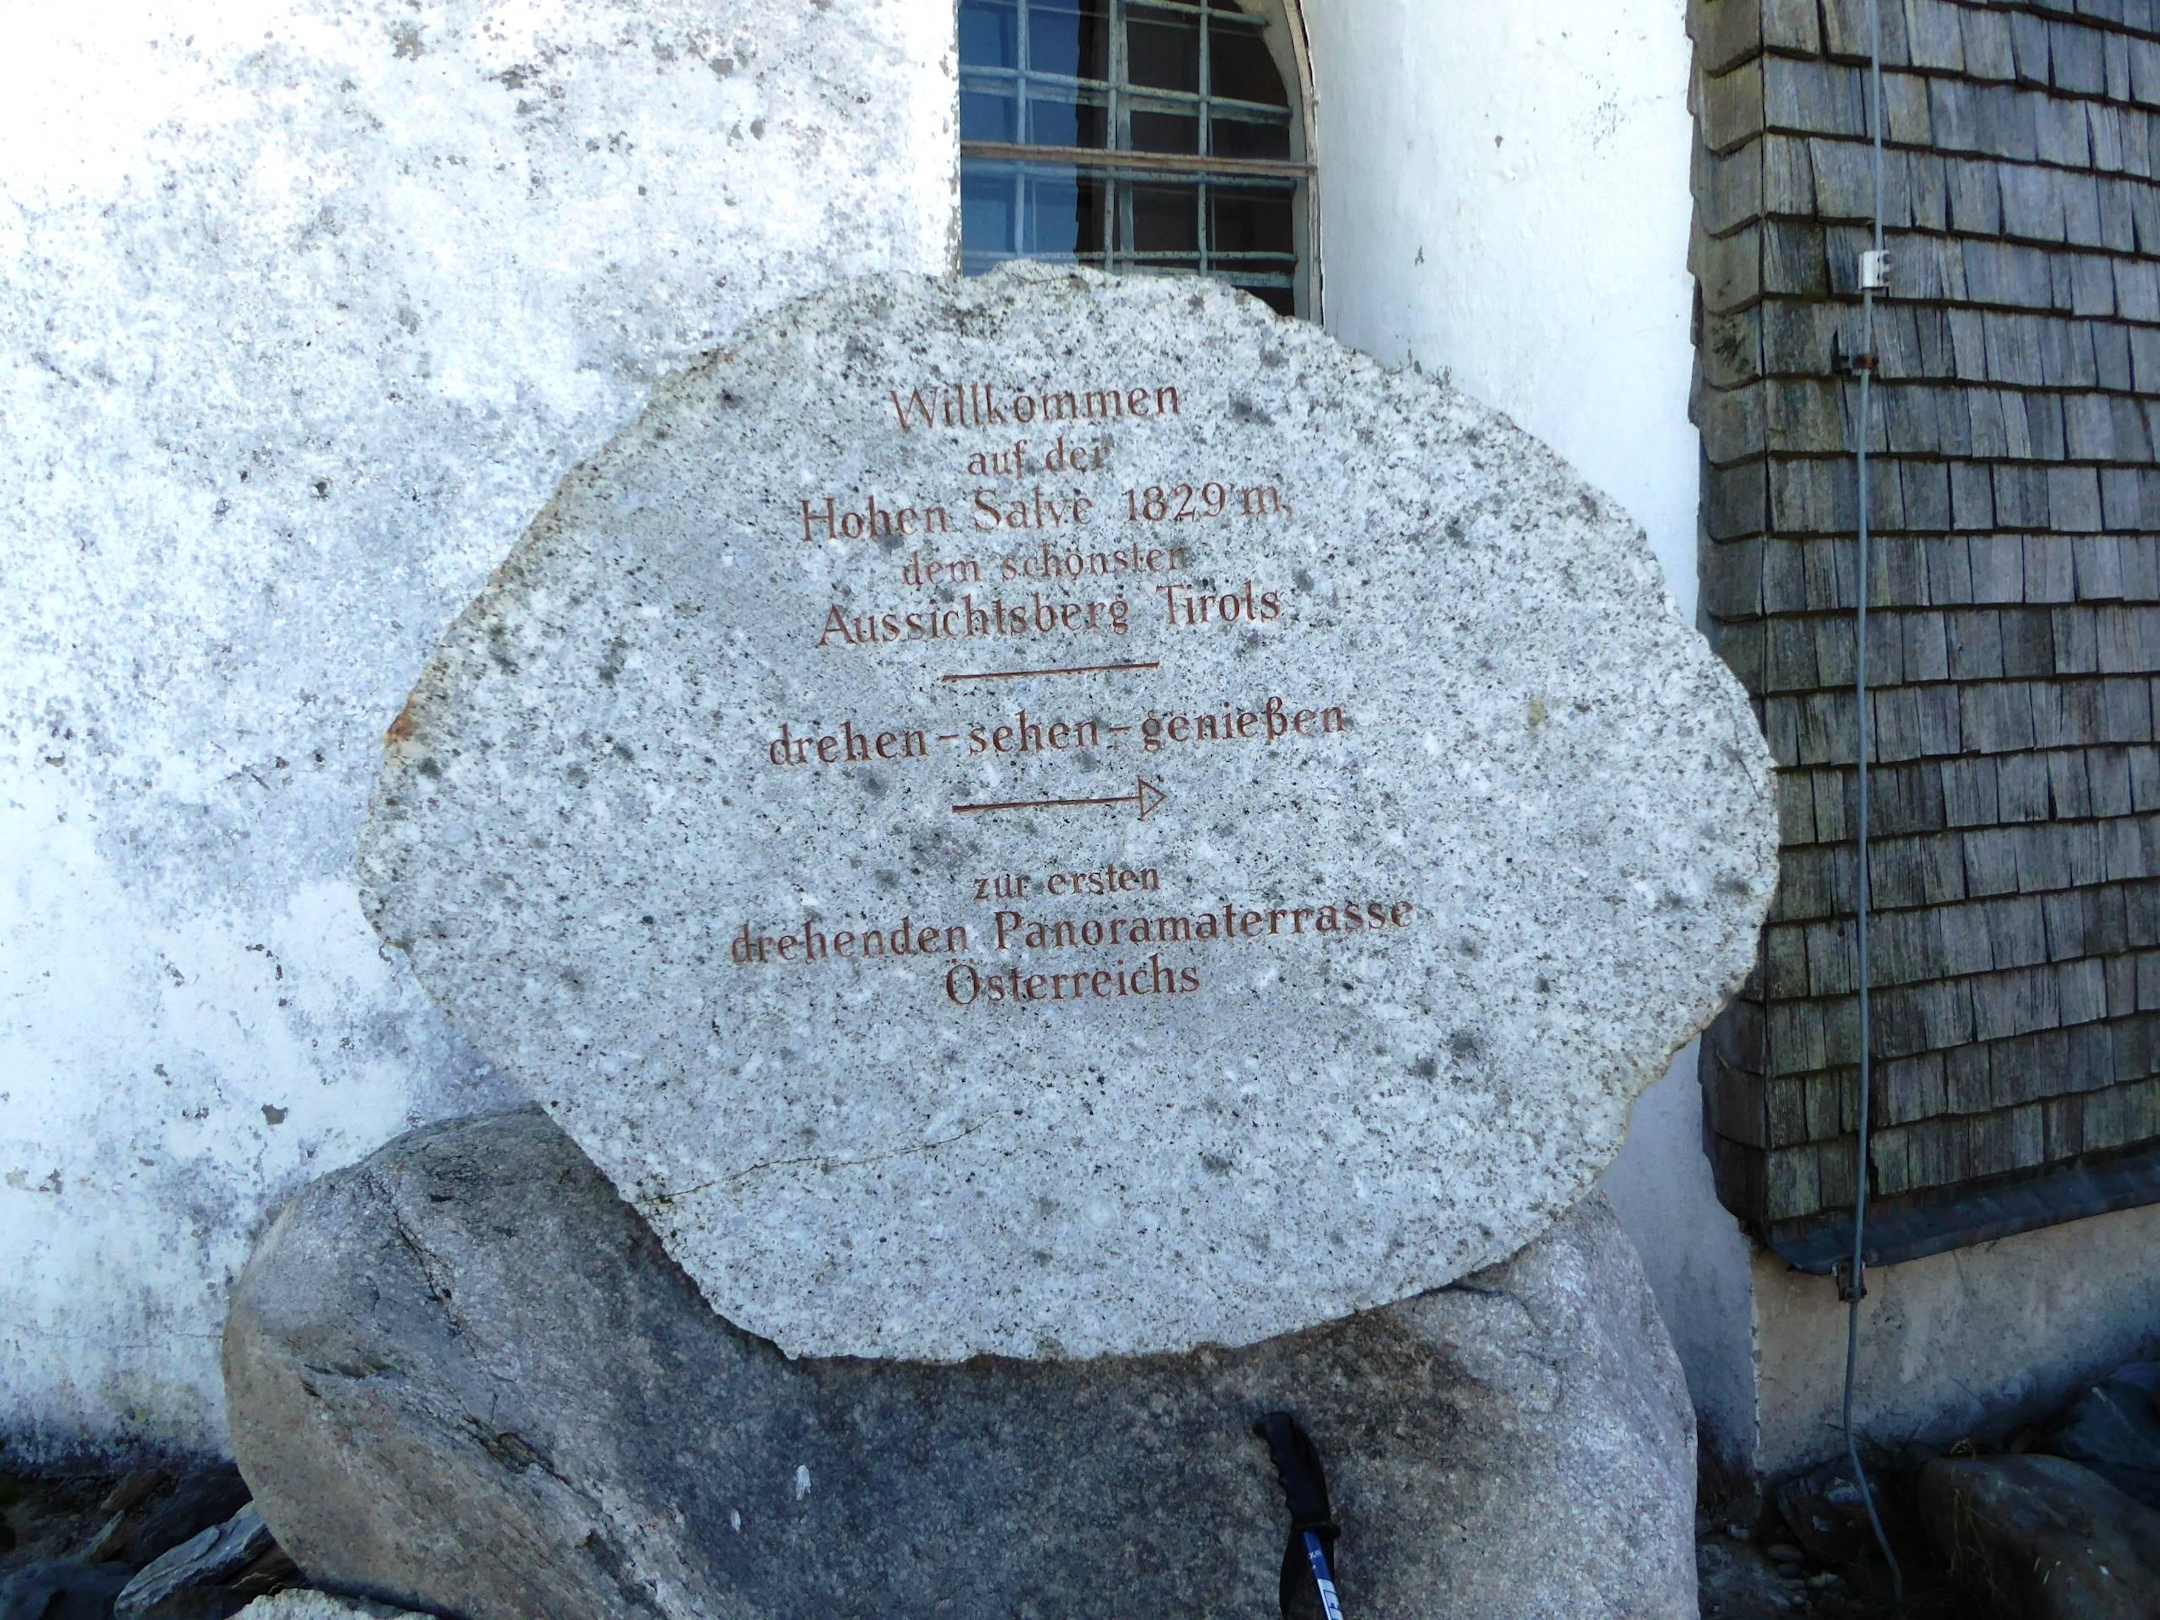 Willkommen
auf der
Hohen Salve 1829 m,
dem schönsten
Aussichtsberg Tirols
drehen-sehen-genießen
zur ersten
drehenden Panoramaterrasse
Österreichs